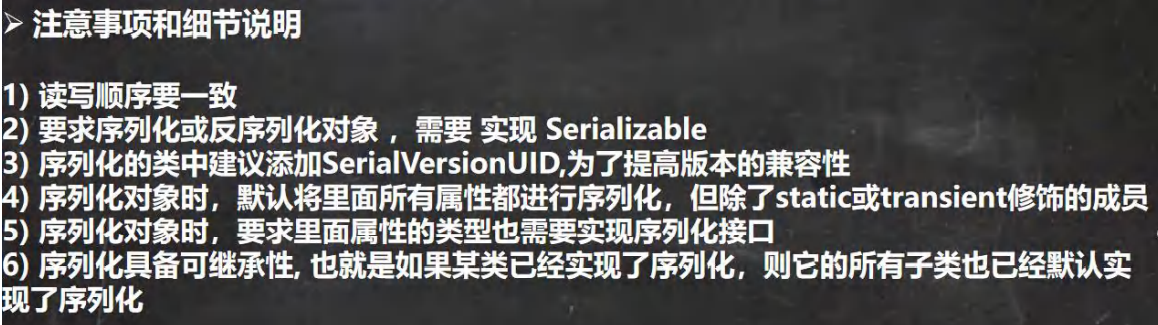 ➢ 注意事项和细节说明
1) 读写顺序要一致
2) 要求序列化或反序列化对象 ，需要 实现 Serializable
3) 序列化的类中建议添加SerialVersionUID,为了提高版本的兼容性
4) 序列化对象时，默认将里面所有属性都进行序列化，但除了static或transient修饰的成员
5) 序列化对象时，要求里面属性的类型也需要实现序列化接口
6) 序列化具备可继承性, 也就是如果某类已经实现了序列化，则它的所有子类也已经默认实
现了序列化